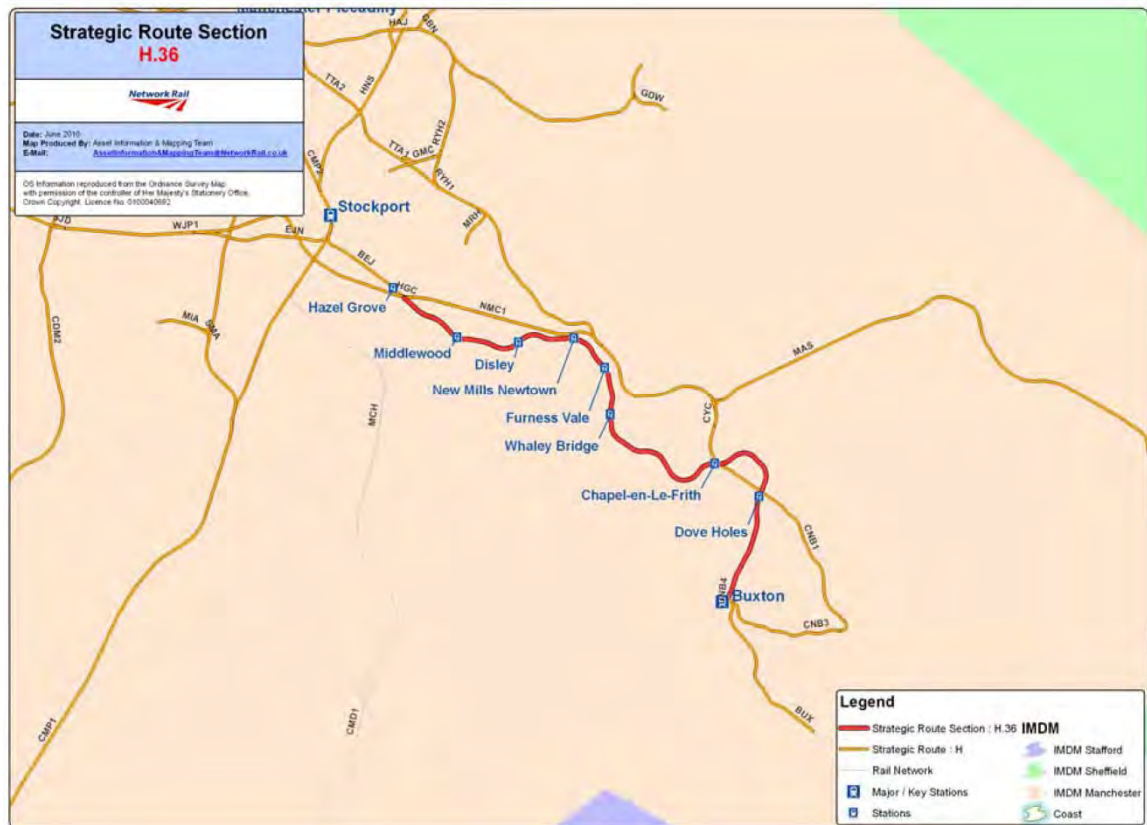 Manchester Piccadilly
Strategic Route Section
H.36
Network Rail
Date: June 2010
Map Produced By: Asset Information & Mapping Team
E-Mail: AssetInformation&MappingTeam@NetworkRail.co.uk
OS Information reproduced from the Ordnance Survey Map
with permission of the controller of Her Majesty's Stationery Office,
Crown Copyright. Licence No. 0100040692
HAJ
GBN
TTA2
HNS
GDW
RYH2
TTA1
GMC
CMP2
RYH1
MRH
Stockport
WJP1
EJN
BEJ
HGC
Hazel Grove
NMC1
CDM2
MIA
SMA
Middlewood
Disley
New Mills Newtown
MAS
MCH
Furness Vale
CYC
Whaley Bridge
Chapel-en-Le-Frith
Dove Holes
CNB1
Buxton
CNB3
BUX
CMP1
CMD1
Legend
Strategic Route Section : H.36
Strategic Route : H
Rail Network
Major / Key Stations
Stations
IMDM
IMDM Stafford
IMDM Sheffield
IMDM Manchester
Coast